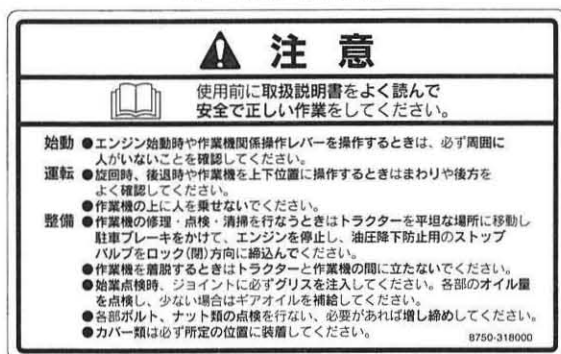 注意
使用前に取扱説明書をよく読んで
安全で正しい作業をしてください。
始動 ●エンジン始動時や作業機関係操作レバーを操作するときは、必ず周囲に
人がいないことを確認してください。
運転 ●旋回時、後退時や作業機を上下位置に操作するときはまわりや後方を
よく確認してください。
●作業機の上に人を乗せないでください。
整備 ●作業機の修理・点検・清掃を行なうときはトラクターを平坦な場所に移動し
駐車ブレーキをかけて、エンジンを停止し、油圧降下防止用のストップ
バルブをロック(閉)方向に締込んでください。
●作業機を着脱するときはトラクターと作業機の間に立たないでください。
●始業点検時、ジョイントに必ずグリスを注入してください。各部のオイル量
を点検し、少ない場合はギアオイルを補給してください。
●各部ボルト、ナット類の点検を行ない、必要があれば増し締めしてください。
●カバー類は必ず所定の位置に装着してください。
8750-318000